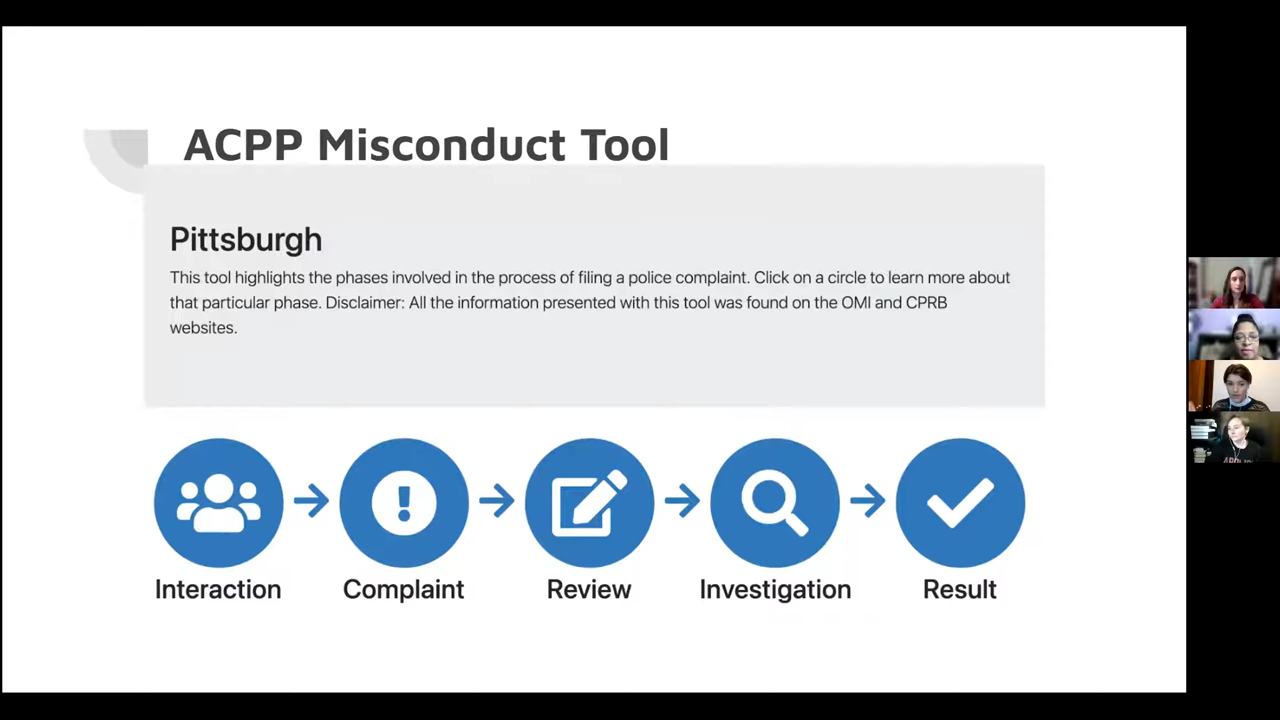 ACPP Misconduct Tool
Pittsburgh
This tool highlights the phases involved in the process of filing a police complaint. Click on a circle to learn more about
that particular phase. Disclaimer: All the information presented with this tool was found on the OMI and CPRB
websites.
Interaction
Complaint
Review
Investigation
Result